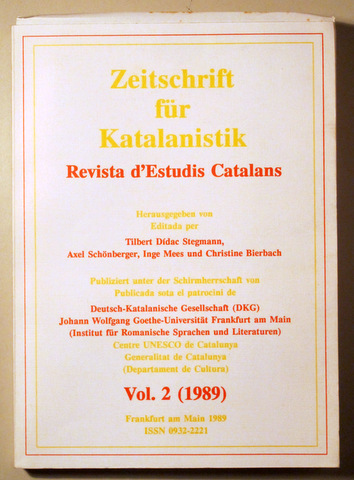 Zeitschrift
für
Katalanistik
Revista d'Estudis Catalans
Herausgegeben von
Editada per
Tilbert Dídac Stegmann,
Axel Schönberger, Inge Mees und Christine Bierbach
Publiziert unter der Schirmherrschaft von
Publicada sota el patrocini de
Deutsch-Katalanische Gesellschaft (DKG)
Johann Wolfgang Goethe-Universität Frankfurt am Main
(Institut für Romanische Sprachen und Literaturen)
Centre UNESCO de Catalunya
Generalitat de Catalunya
(Departament de Cultura)
Vol. 2 (1989)
Frankfurt am Main 1989
ISSN 0932-2221